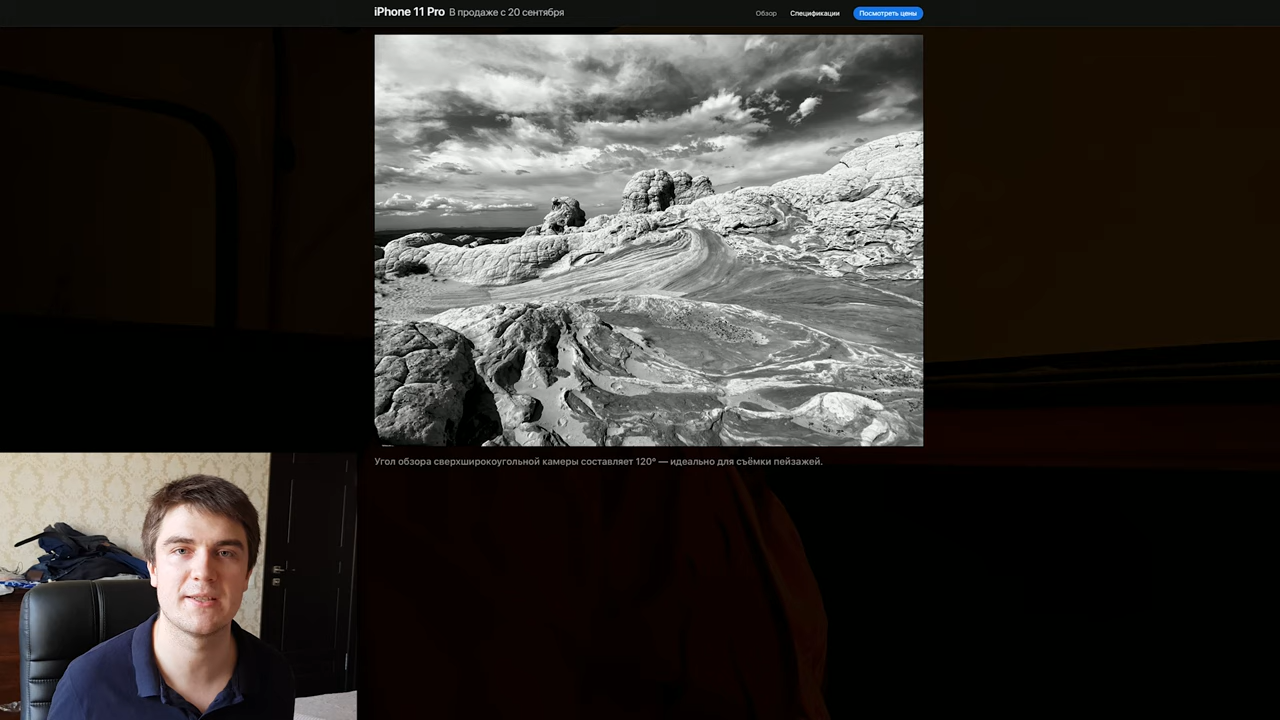 iPhone 11 Pro В продаже с 20 сентября
Обзор Спецификации Посмотреть цены
Угол обзора сверхширокоугольной камеры составляет 120° — идеально для съёмки пейзажей.